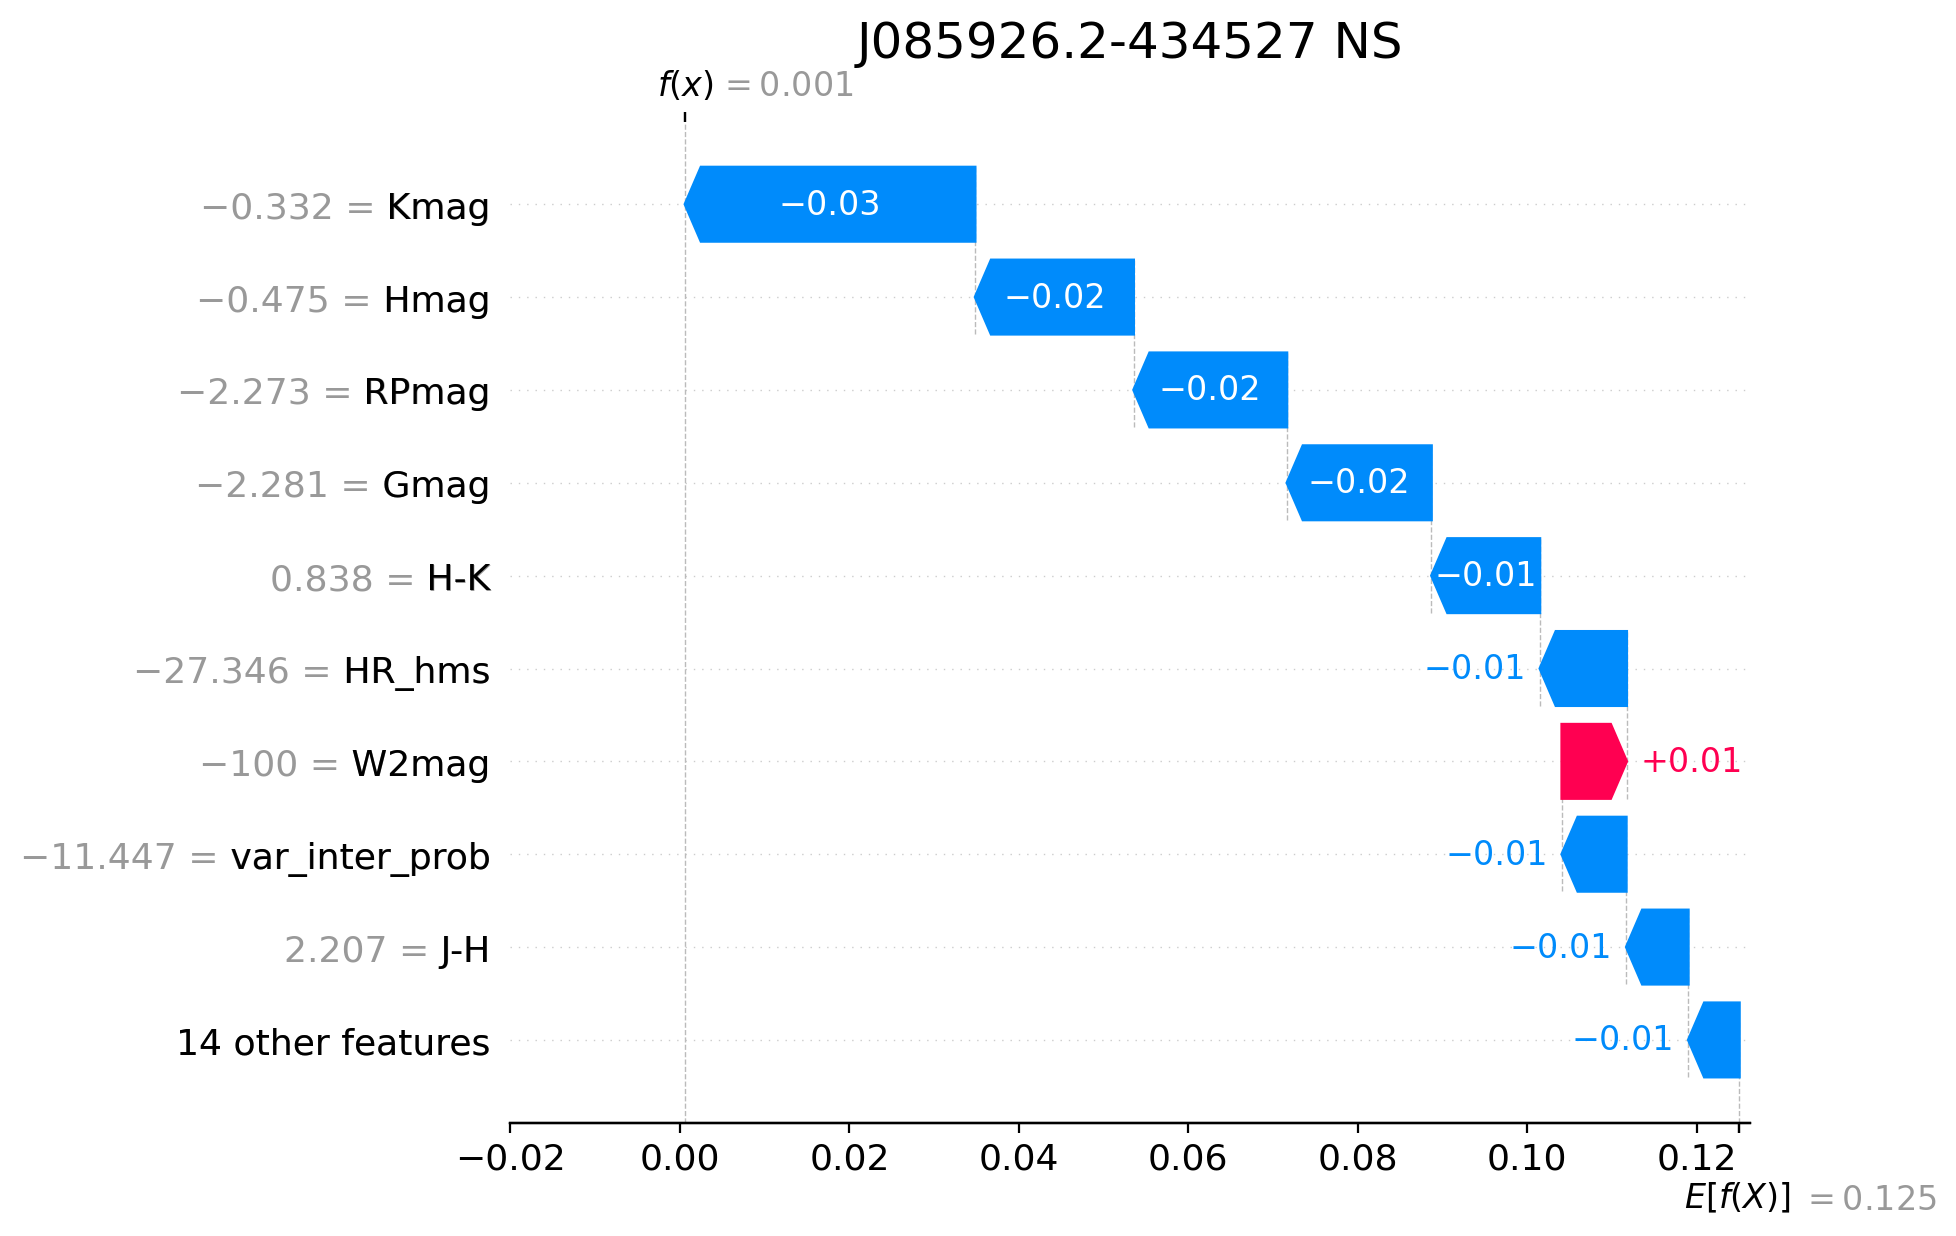 J085926.2-434527 NS
f(x) = 0.001
−0.332 = Kmag
−0.03
−0.475 = Hmag
−0.02
−2.273 = RPmag
−0.02
−2.281 = Gmag
−0.02
0.838 = H-K
−0.01
−27.346 = HR_hms
−0.01
−100 = W2mag
+0.01
−11.447 = var_inter_prob
−0.01
2.207 = J-H
−0.01
14 other features
−0.01
−0.02 0.00 0.02 0.04 0.06 0.08 0.10 0.12
E[f(X)] = 0.125